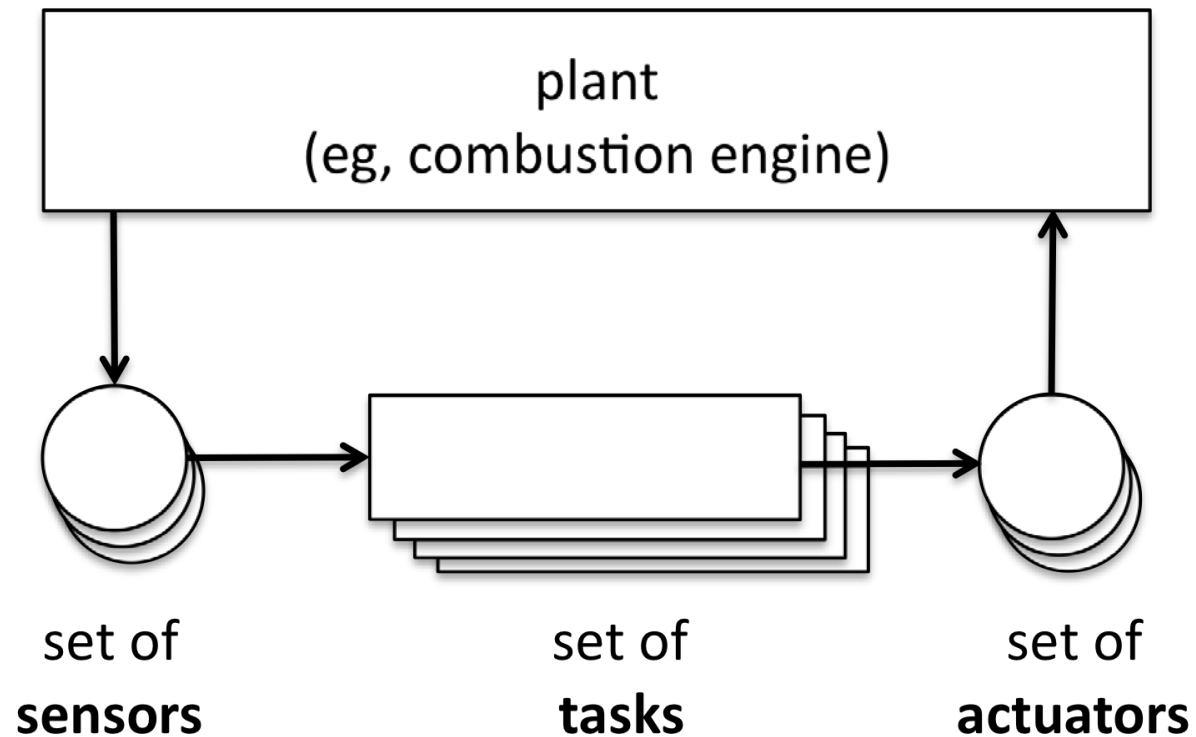 plant
(eg, combustion engine)
set of
sensors
set of
tasks
set of
actuators